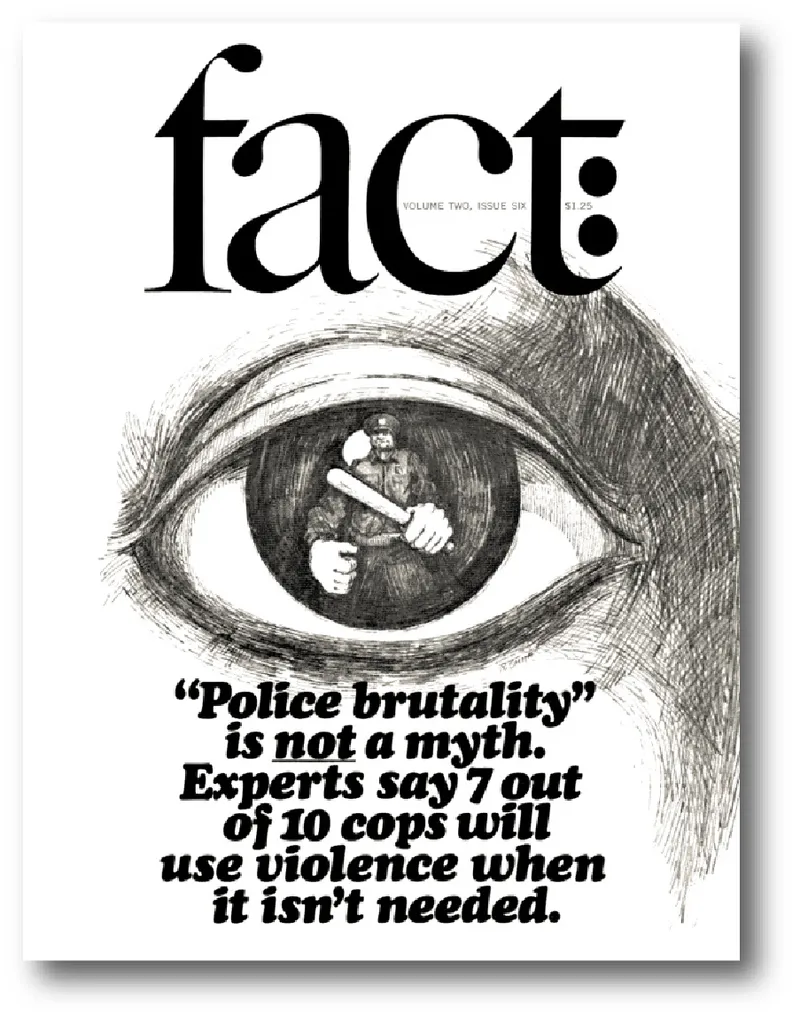 fact:
VOLUME TWO, ISSUE SIX $1.25
“Police brutality”
is not a myth.
Experts say 7 out
of 10 cops will
use violence when
it isn’t needed.